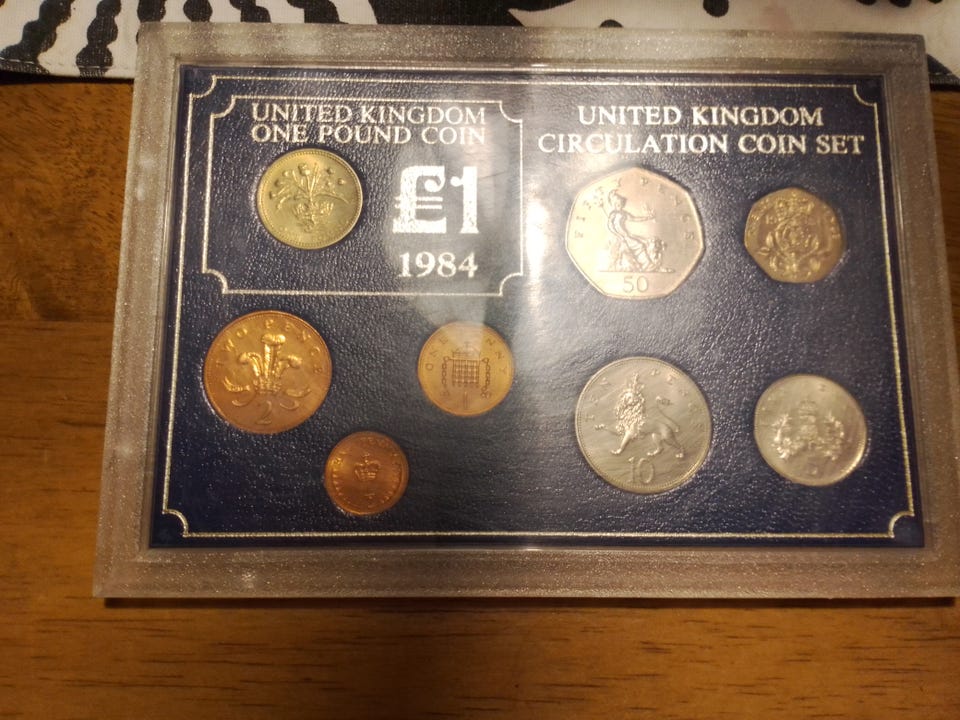 UNITED KINGDOM
ONE POUND COIN
£1
1984
UNITED KINGDOM
CIRCULATION COIN SET
FIFTY PENCE
50
TWO PENCE
2
ONE PENNY
1
TEN PENCE
10
5